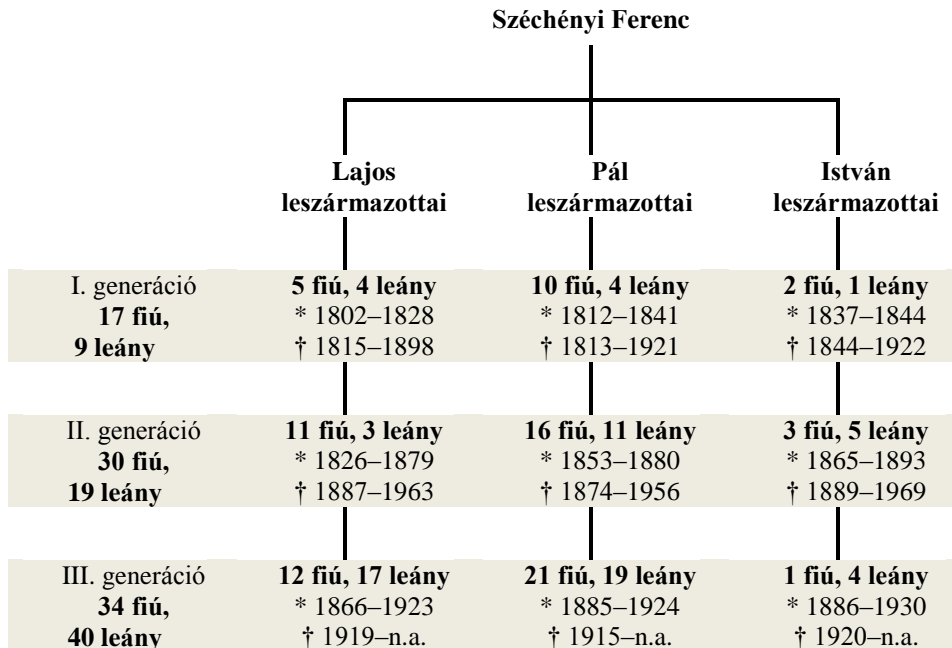 Széchényi Ferenc
Lajos Pál István
leszármazottai leszármazottai leszármazottai
I. generáció 5 fiú, 4 leány 10 fiú, 4 leány 2 fiú, 1 leány
17 fiú, * 1802–1828 * 1812–1841 * 1837–1844
9 leány † 1815–1898 † 1813–1921 † 1844–1922
II. generáció 11 fiú, 3 leány 16 fiú, 11 leány 3 fiú, 5 leány
30 fiú, * 1826–1879 * 1853–1880 * 1865–1893
19 leány † 1887–1963 † 1874–1956 † 1889–1969
III. generáció 12 fiú, 17 leány 21 fiú, 19 leány 1 fiú, 4 leány
34 fiú, * 1866–1923 * 1885–1924 * 1886–1930
40 leány † 1919–n.a. † 1915–n.a. † 1920–n.a.